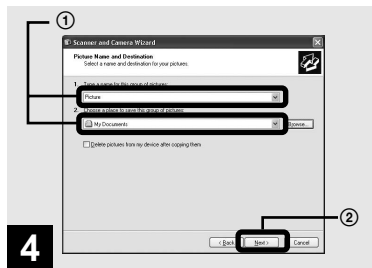 ①
Scanner and Camera Wizard
Picture Name and Destination
Select a name and destination for your pictures.
1. Type a name for this group of pictures:
Picture
2. Choose a place to save this group of pictures:
My Documents
Browse...
Delete pictures from my device after copying them
②
4
< Back Next > Cancel